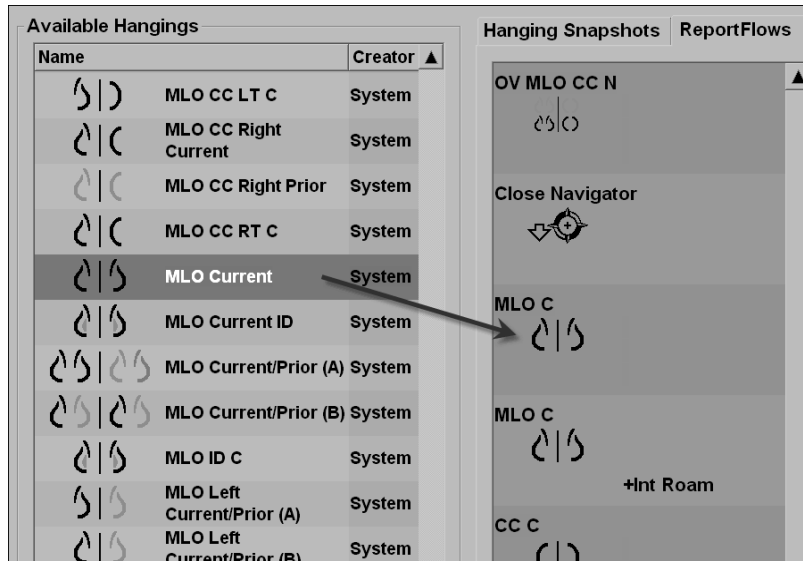 Available Hangings
Name Creator
MLO CC LT C System
MLO CC Right
Current System
MLO CC Right Prior System
MLO CC RT C System
MLO Current System
MLO Current ID System
MLO Current/Prior (A) System
MLO Current/Prior (B) System
MLO ID C System
MLO Left
Current/Prior (A) System
MLO Left
Current/Prior (B) System
Hanging Snapshots ReportFlows
OV MLO CC N
Close Navigator
MLO C
MLO C
+Int Roam
CC C